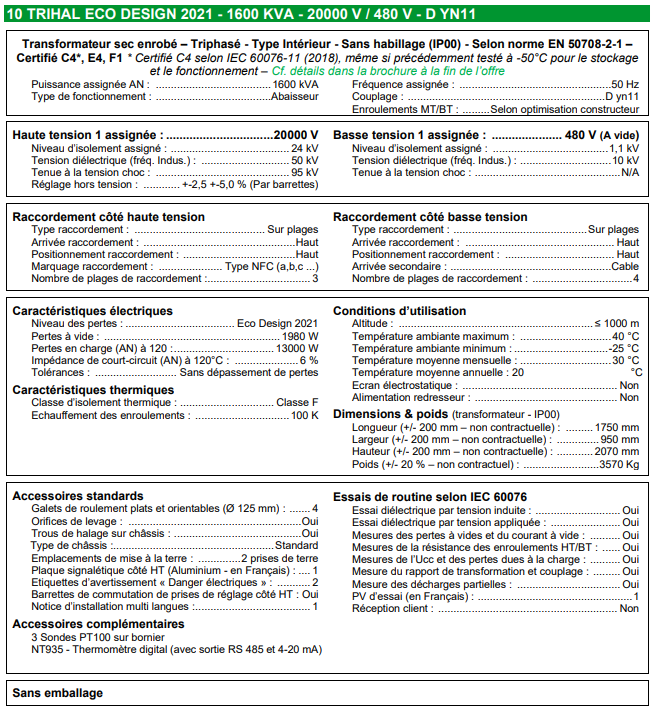 10 TRIHAL ECO DESIGN 2021 - 1600 KVA - 20000 V / 480 V - D YN11
Transformateur sec enrobé – Triphasé - Type Intérieur - Sans habillage (IP00) - Selon norme EN 50708-2-1 –
Certifié C4*, E4, F1 * Certifié C4 selon IEC 60076-11 (2018), même si précédemment testé à -50°C pour le stockage
et le fonctionnement – Cf. détails dans la brochure à la fin de l'offre
Puissance assignée AN : ........................1600 kVA
Type de fonctionnement : ........................Abaisseur
Fréquence assignée : ........................50 Hz
Couplage : ........................D yn11
Enroulements MT/BT : .........Selon optimisation constructeur
Haute tension 1 assignée : ........................20000 V
Niveau d'isolement assigné : ........................24 kV
Tension diélectrique (fréq. Indus.) : ........................50 kV
Tenue à la tension choc : ........................95 kV
Réglage hors tension : ............ +-2,5 +-5,0 % (Par barrettes)
Basse tension 1 assignée : .................... 480 V (A vide)
Niveau d'isolement assigné : ........................1,1 kV
Tension diélectrique (fréq. Indus.) : ........................10 kV
Tenue à la tension choc : ........................N/A
Raccordement côté haute tension
Type raccordement : ........................ Sur plages
Arrivée raccordement : ........................Haut
Positionnement raccordement : ........................Haut
Marquage raccordement : .................. Type NFC (a,b,c ...)
Nombre de plages de raccordement :........................3
Raccordement côté basse tension
Type raccordement : ........................Sur plages
Arrivée raccordement : ........................ Haut
Positionnement raccordement : ........................ Haut
Arrivée secondaire : ........................Cable
Nombre de plages de raccordement : ........................4
Caractéristiques électriques
Niveau des pertes : ........................ Eco Design 2021
Pertes à vide : ........................1980 W
Pertes en charge (AN) à 120 :........................13000 W
Impédance de court-circuit (AN) à 120°C : ........................6 %
Tolérances : .................. Sans dépassement de pertes
Caractéristiques thermiques
Classe d'isolement thermique : ........................Classe F
Echauffement des enroulements : ........................100 K
Conditions d'utilisation
Altitude : ........................≤ 1000 m
Température ambiante maximum : ........................40 °C
Température ambiante minimum : ........................-25 °C
Température moyenne mensuelle : ........................30 °C
Température moyenne annuelle : 20 °C
Ecran électrostatique : ........................Non
Alimentation redresseur : ........................Non
Dimensions & poids (transformateur - IP00)
Longueur (+/- 200 mm – non contractuelle) : ......... 1750 mm
Largeur (+/- 200 mm – non contractuelle) : .............. 950 mm
Hauteur (+/- 200 mm – non contractuelle) : ........... 2070 mm
Poids (+/- 20 % – non contractuel) : ........................3570 Kg
Accessoires standards
Galets de roulement plats et orientables (Ø 125 mm) : ....... 4
Orifices de levage : ........................Oui
Trous de halage sur châssis : ........................Oui
Type de châssis :........................Standard
Emplacements de mise à la terre : ...............2 prises de terre
Plaque signalétique côté HT (Aluminium - en Français) : .... 1
Etiquettes d'avertissement « Danger électriques » : ........... 2
Barrettes de commutation de prises de réglage côté HT : Oui
Notice d'installation multi langues :........................1
Accessoires complémentaires
3 Sondes PT100 sur bornier
NT935 - Thermomètre digital (avec sortie RS 485 et 4-20 mA)
Essais de routine selon IEC 60076
Essai diélectrique par tension induite : ........................ Oui
Essai diélectrique par tension appliquée : ........................ Oui
Mesures des pertes à vides et du courant à vide : ......... Oui
Mesures de la résistance des enroulements HT/BT : ...... Oui
Mesures de l'Ucc et des pertes dues à la charge : ......... Oui
Mesure du rapport de transformation et couplage : ........ Oui
Mesure des décharges partielles : ........................ Oui
PV d'essai (en Français) : ........................1
Réception client : ........................ Non
Sans emballage